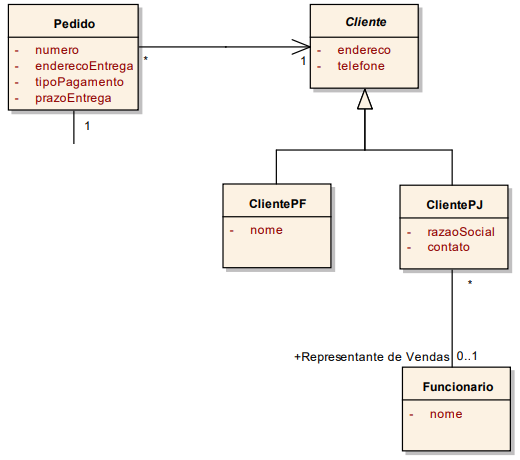 Pedido
- numero
- enderecoEntrega
- tipoPagamento
- prazoEntrega
*
1
1
Cliente
- endereco
- telefone
ClientePF
- nome
ClientePJ
- razaoSocial
- contato
*
+Representante de Vendas
0..1
Funcionario
- nome